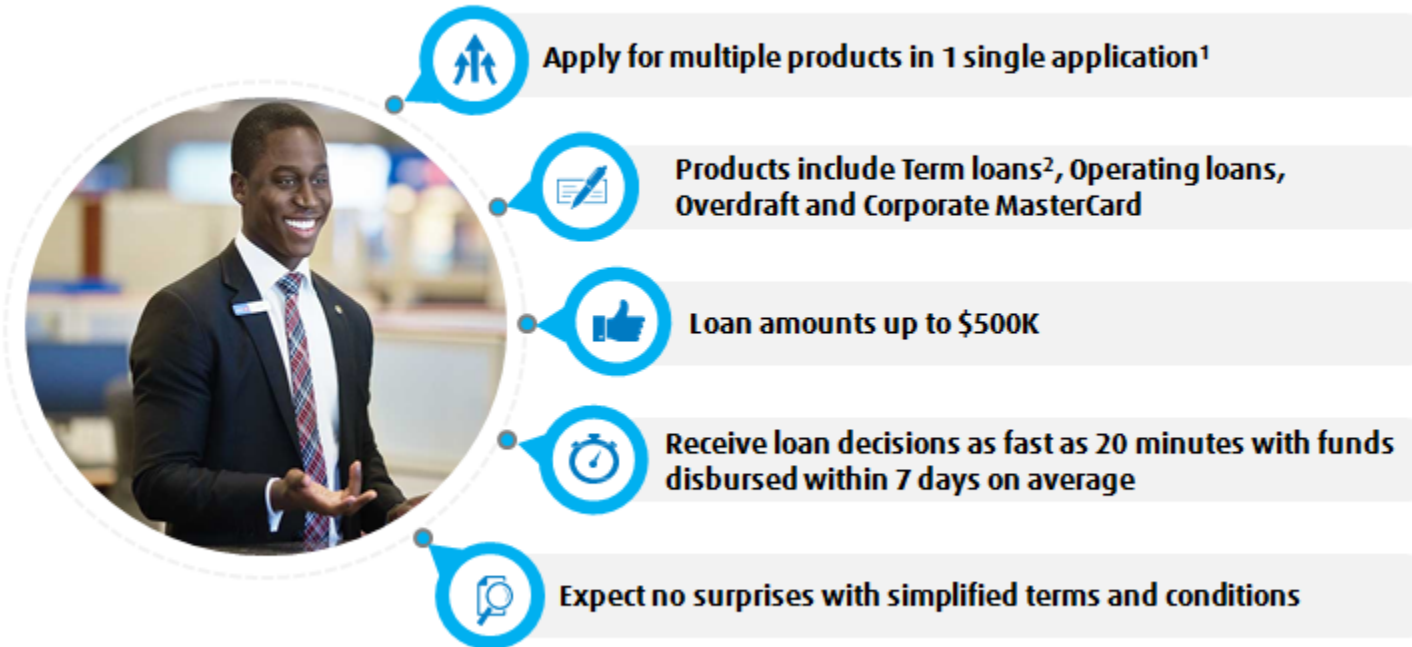 Apply for multiple products in 1 single application¹
Products include Term loans², Operating loans,
Overdraft and Corporate MasterCard
Loan amounts up to $500K
Receive loan decisions as fast as 20 minutes with funds
disbursed within 7 days on average
Expect no surprises with simplified terms and conditions